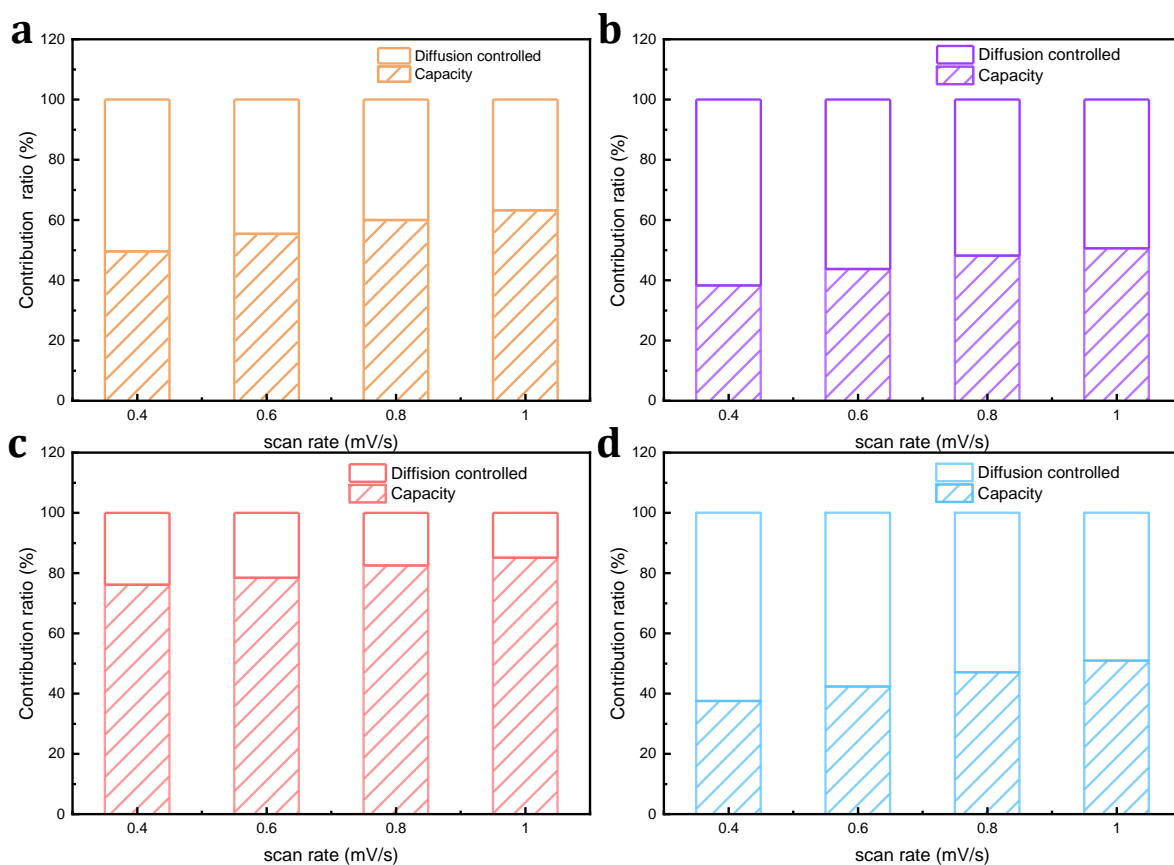 a
120
100
80
60
40
20
0
Contribution ratio (%)
Diffusion controlled
Capacity
0.4 0.6 0.8 1
scan rate (mV/s)
b
120
100
80
60
40
20
0
Contribution ratio (%)
Diffusion controlled
Capacity
0.4 0.6 0.8 1
scan rate (mV/s)
c
120
100
80
60
40
20
0
Contribution ratio (%)
Diffision controlled
Capacity
0.4 0.6 0.8 1
scan rate (mV/s)
d
120
100
80
60
40
20
0
Contribution ratio (%)
Diffusion controlled
Capacity
0.4 0.6 0.8 1
scan rate (mV/s)